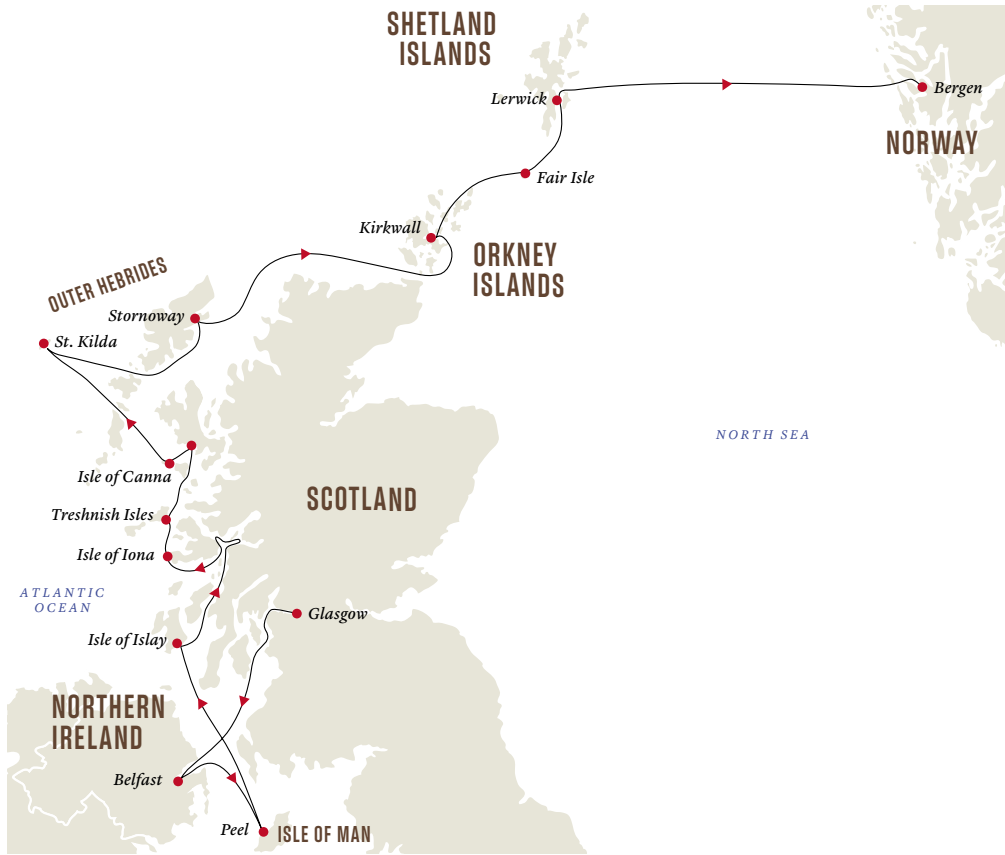 SHETLAND
ISLANDS
Lerwick
Bergen
NORWAY
Fair Isle
Kirkwall
ORKNEY
ISLANDS
OUTER HEBRIDES
Stornoway
St. Kilda
NORTH SEA
Isle of Canna
SCOTLAND
Treshnish Isles
Isle of Iona
ATLANTIC
OCEAN
Glasgow
Isle of Islay
NORTHERN
IRELAND
Belfast
Peel
ISLE OF MAN